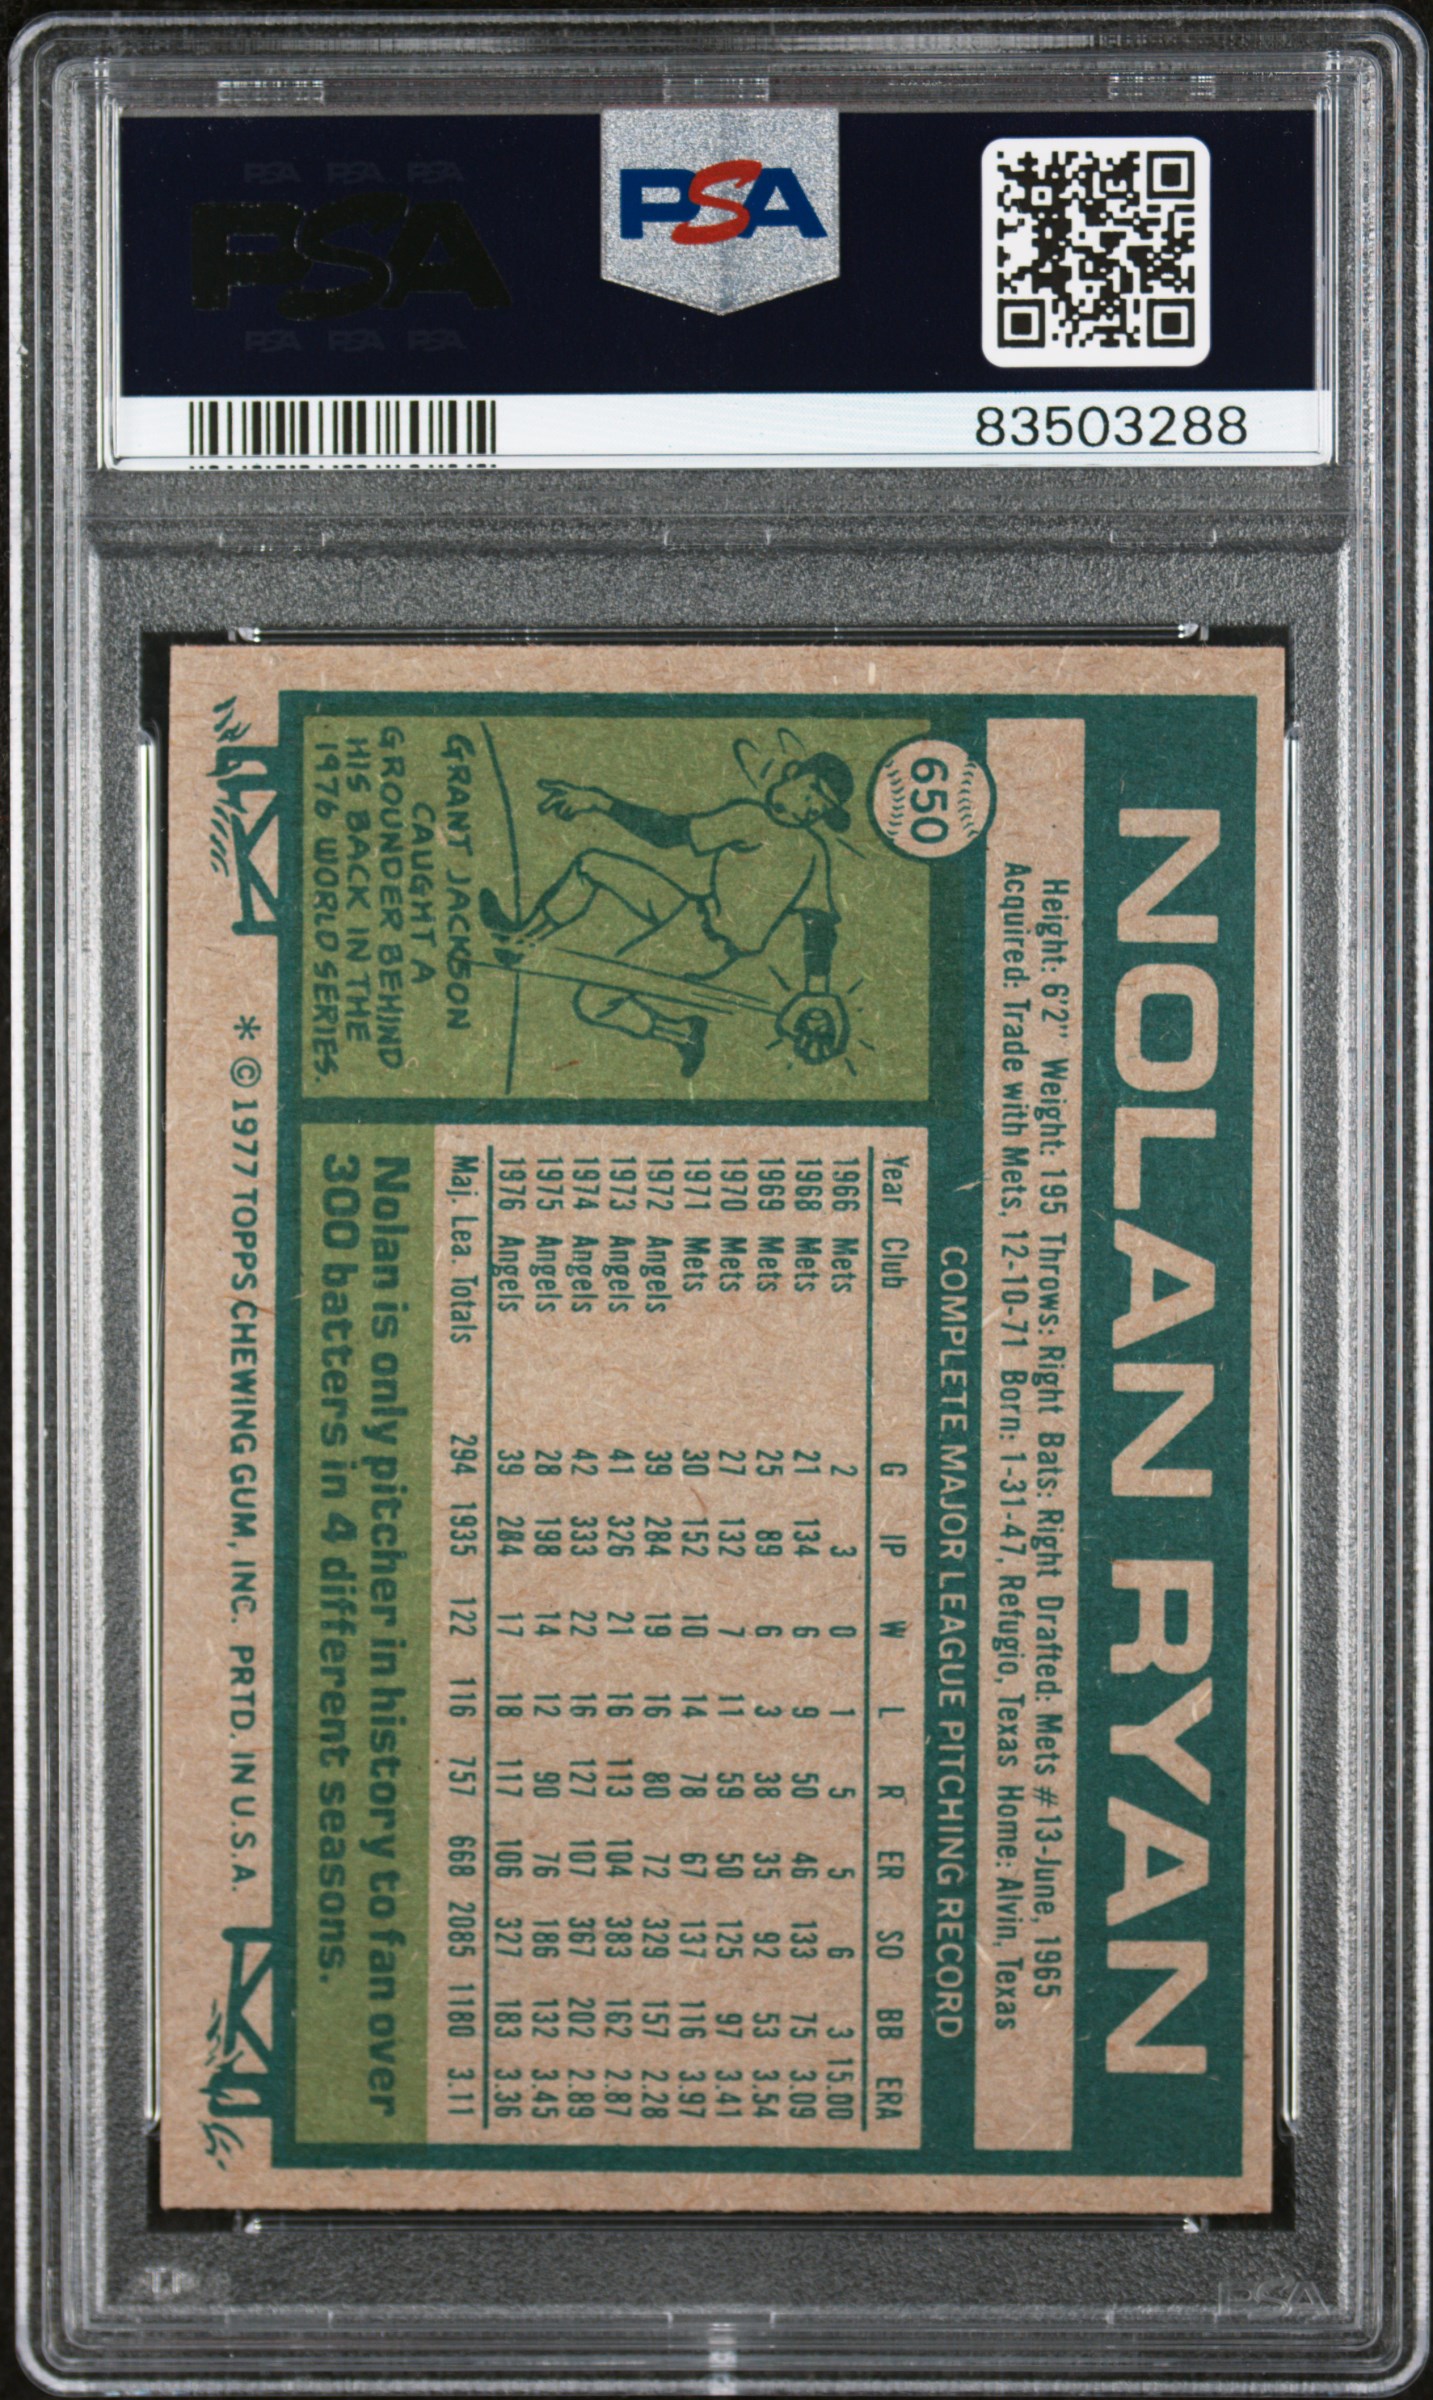 PSA PSA PSA
PSA
PSA PSA PSA
PSA
83503288
NOLAN RYAN
Height: 6'2" Weight: 195 Throws: Right Bats: Right Drafted: Mets #13-June, 1965
Acquired: Trade with Mets, 12-10-71 Born: 1-31-47, Refugio, Texas Home: Alvin, Texas
650
COMPLETE MAJOR LEAGUE PITCHING RECORD
Year Club G IP W L R ER SO BB ERA
1966 Mets 2 3 0 1 5 5 6 3 15.00
1968 Mets 21 134 6 9 50 46 133 75 3.09
1969 Mets 25 89 6 3 38 35 92 53 3.54
1970 Mets 27 132 7 11 59 50 125 97 3.41
1971 Mets 30 152 10 14 78 67 137 116 3.97
1972 Angels 39 284 19 16 80 72 329 157 2.28
1973 Angels 41 326 21 16 113 104 383 162 2.87
1974 Angels 42 333 22 16 127 107 367 202 2.89
1975 Angels 28 198 14 12 90 76 186 132 3.45
1976 Angels 39 284 17 18 117 106 327 183 3.36
Maj. Lea. Totals 294 1935 122 116 757 668 2085 1180 3.11
GRANT JACKSON
CAUGHT A
GROUNDER BEHIND
HIS BACK IN THE
1976 WORLD SERIES.
Nolan is only pitcher in history to fan over
300 batters in 4 different seasons.
* © 1977 TOPPS CHEWING GUM, INC. PRTD. IN U.S.A.
PSA